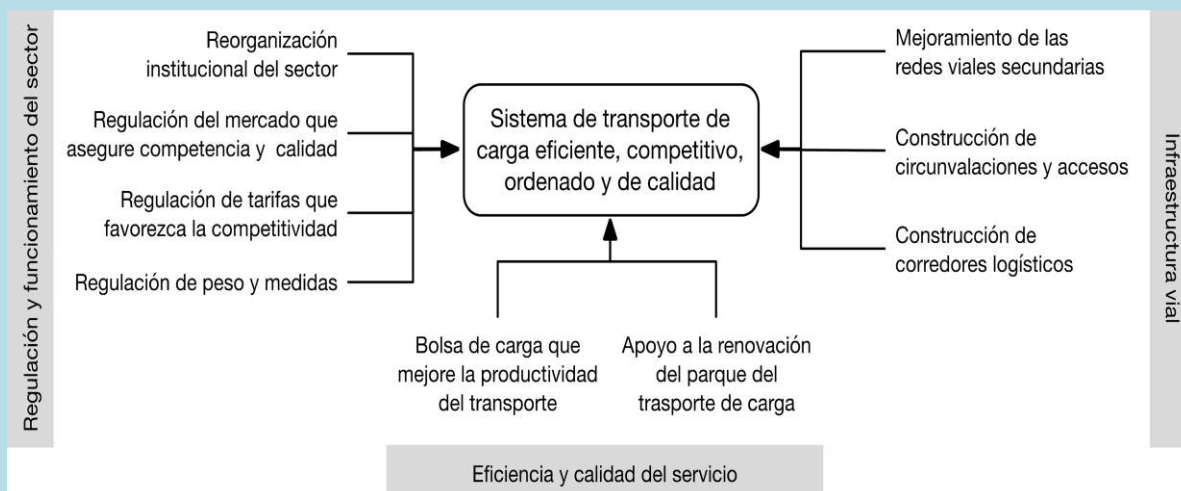 Regulación y funcionamiento del sector
Reorganización
institucional del sector
Regulación del mercado que
asegure competencia y calidad
Regulación de tarifas que
favorezca la competitividad
Regulación de peso y medidas
Sistema de transporte de
carga eficiente, competitivo,
ordenado y de calidad
Mejoramiento de las
redes viales secundarias
Construcción de
circunvalaciones y accesos
Construcción de
corredores logísticos
Infraestructura vial
Bolsa de carga que
mejore la productividad
del transporte
Apoyo a la renovación
del parque del
trasporte de carga
Eficiencia y calidad del servicio